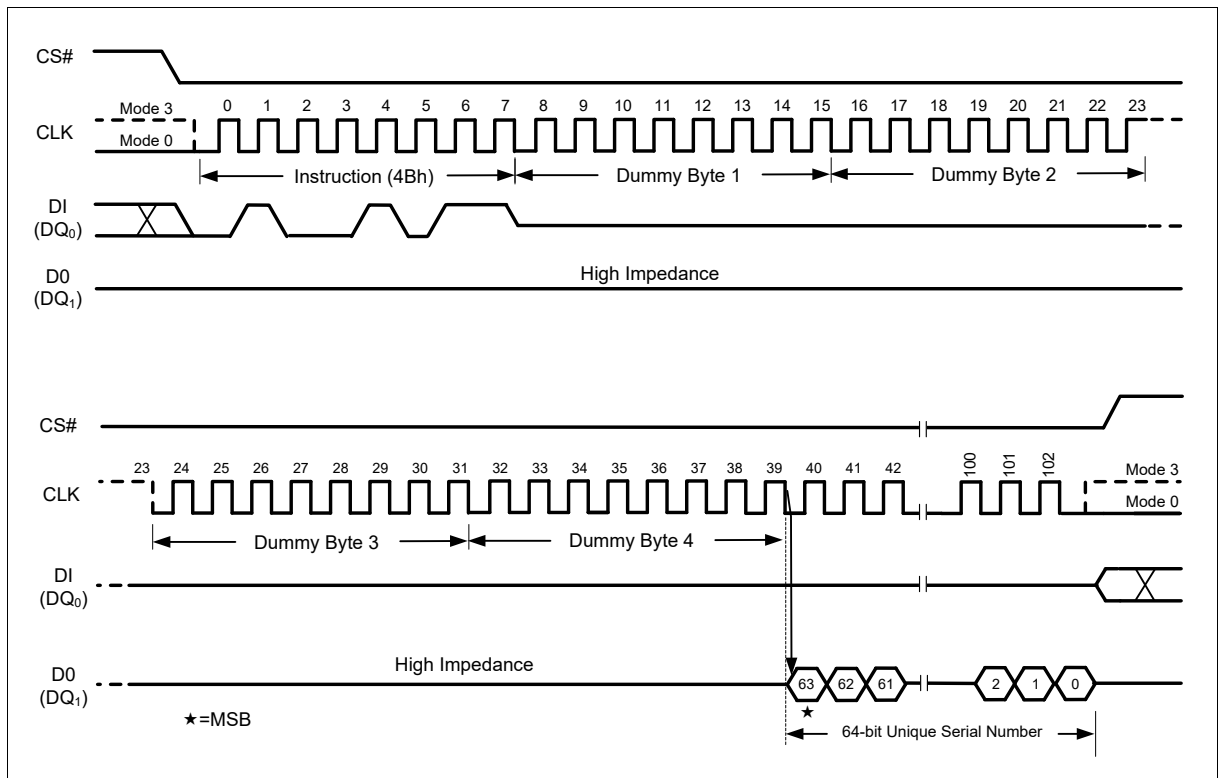 CS#
Mode 3
0 1 2 3 4 5 6 7 8 9 10 11 12 13 14 15 16 17 18 19 20 21 22 23
CLK
Mode 0
Instruction (4Bh)
Dummy Byte 1
Dummy Byte 2
DI
(DQ0)
D0
(DQ1)
High Impedance
CS#
23 24 25 26 27 28 29 30 31 32 33 34 35 36 37 38 39 40 41 42 100 101 102
Mode 3
CLK
Mode 0
Dummy Byte 3
Dummy Byte 4
DI
(DQ0)
High Impedance
D0
(DQ1)
63 62 61 2 1 0
★=MSB
★
64-bit Unique Serial Number